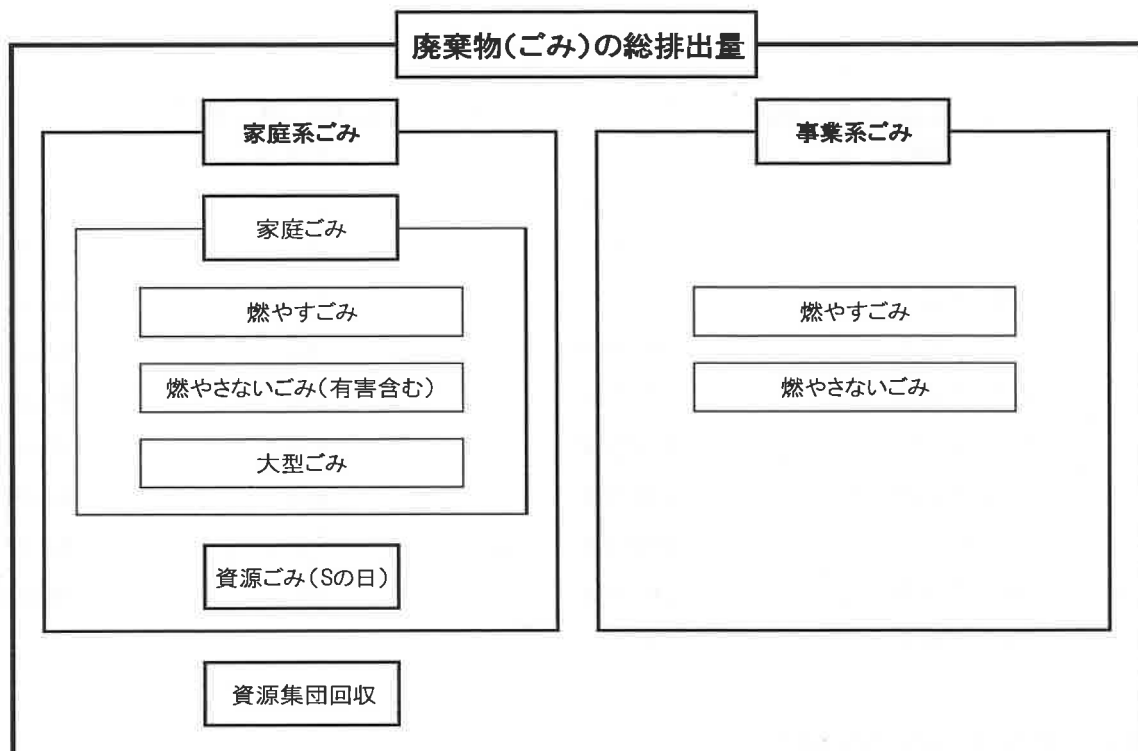 廃棄物(ごみ)の総排出量
家庭系ごみ
家庭ごみ
燃やすごみ
燃やさないごみ(有害含む)
大型ごみ
資源ごみ(Sの日)
資源集団回収
事業系ごみ
燃やすごみ
燃やさないごみ